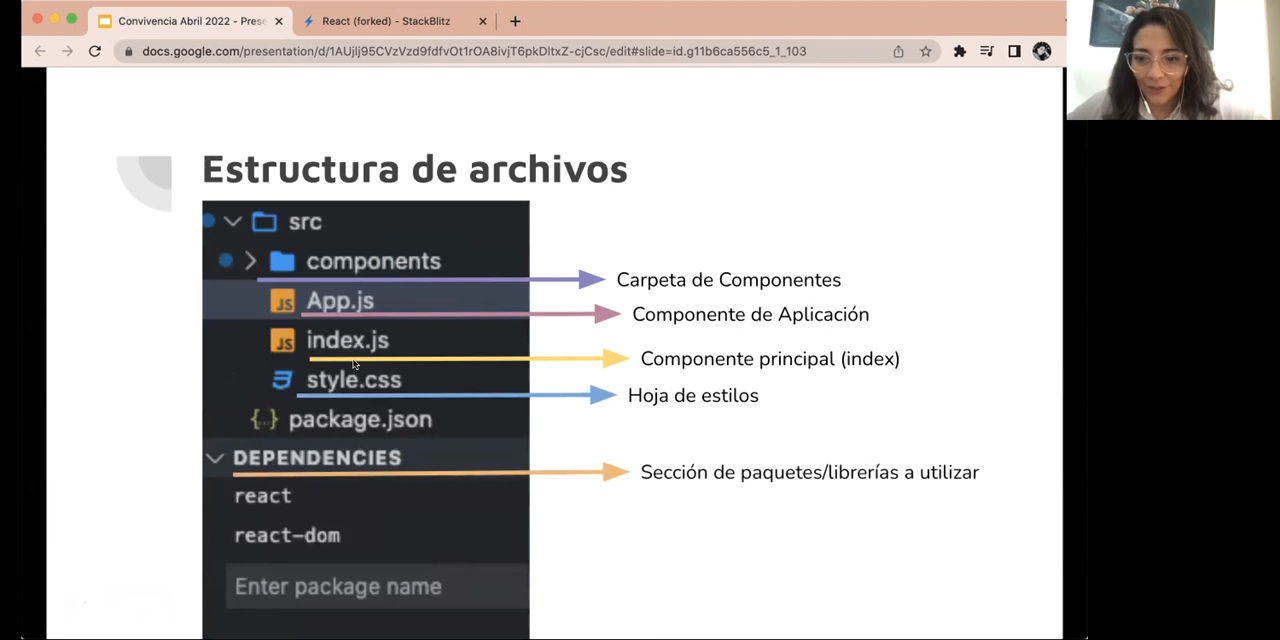 Convivencia Abril 2022 - Prese
React (forked) - StackBlitz
docs.google.com/presentation/d/1AUjlj95CVzVzd9fdfvOt1rOA8ivjT6pkDltxZ-cjCsc/edit#slide=id.g11b6ca556c5_1_103
Estructura de archivos
src
components
Carpeta de Componentes
JS App.js
Componente de Aplicación
JS index.js
Componente principal (index)
style.css
Hoja de estilos
{..} package.json
DEPENDENCIES
Sección de paquetes/librerías a utilizar
react
react-dom
Enter package name